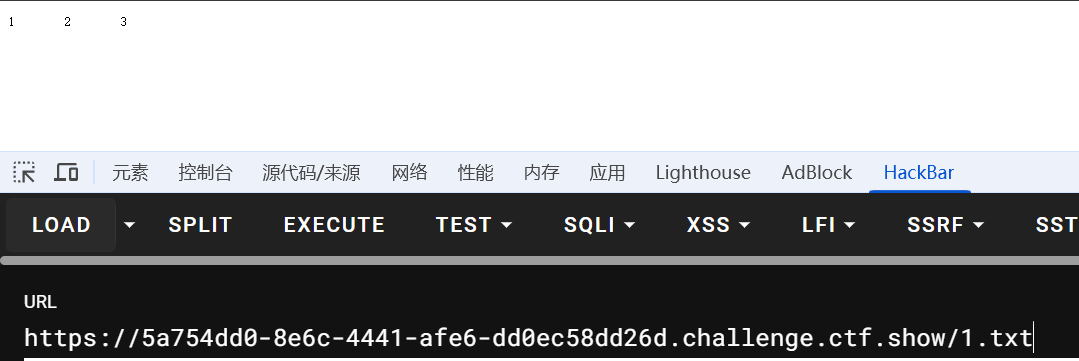 1 2 3
元素 控制台 源代码/来源 网络 性能 内存 应用 Lighthouse AdBlock HackBar
LOAD SPLIT EXECUTE TEST SQLI XSS LFI SSRF SST
URL
https://5a754dd0-8e6c-4441-afe6-dd0ec58dd26d.challenge.ctf.show/1.txt